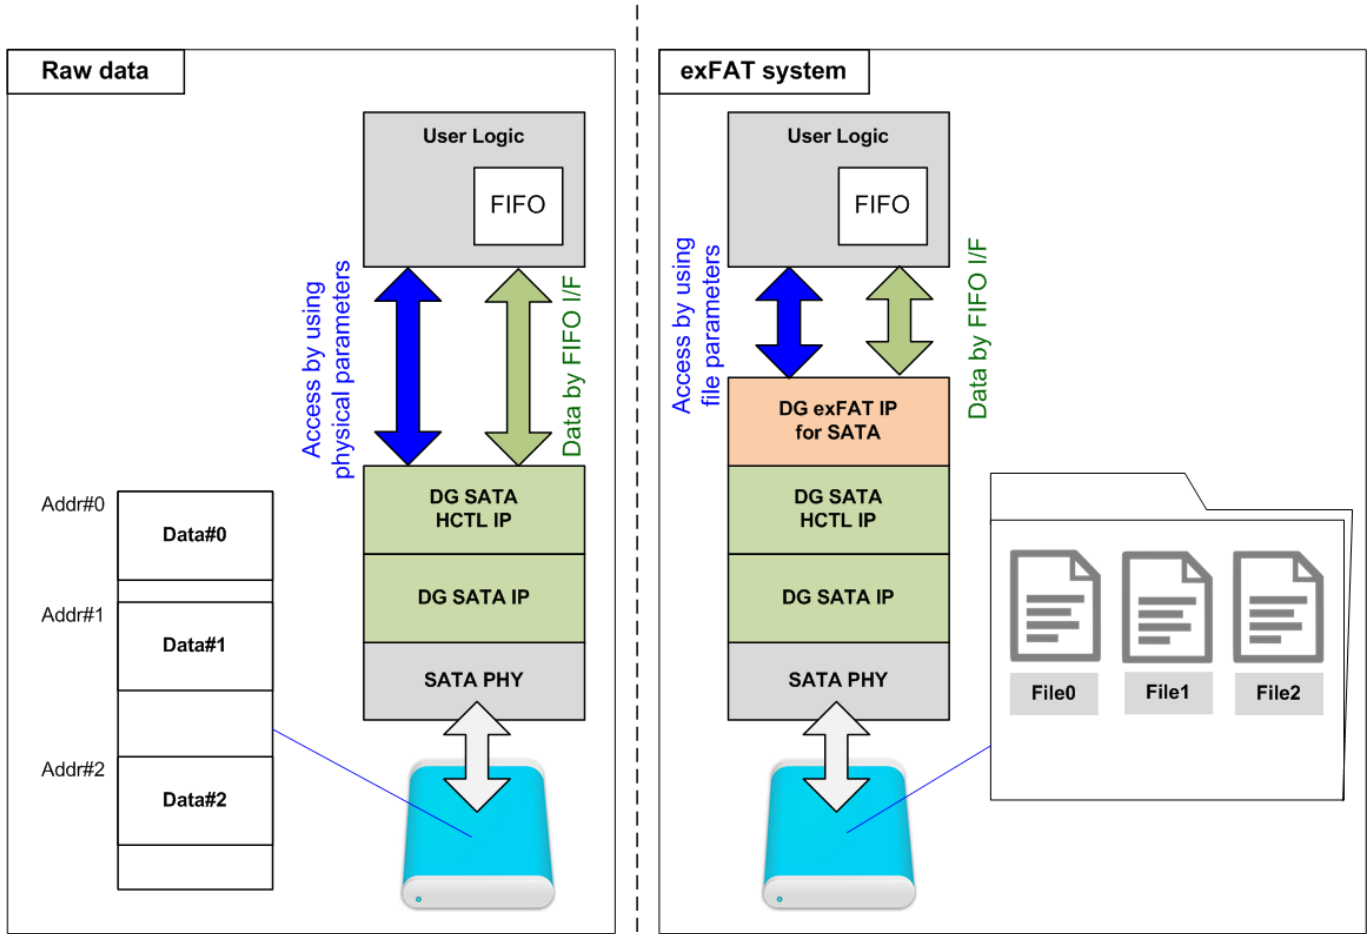 Raw data
User Logic
FIFO
Access by using
physical parameters
Data by FIFO I/F
DG SATA
HCTL IP
DG SATA IP
SATA PHY
Addr#0
Data#0
Addr#1
Data#1
Addr#2
Data#2
exFAT system
User Logic
FIFO
Access by using
file parameters
Data by FIFO I/F
DG exFAT IP
for SATA
DG SATA
HCTL IP
DG SATA IP
SATA PHY
File0
File1
File2